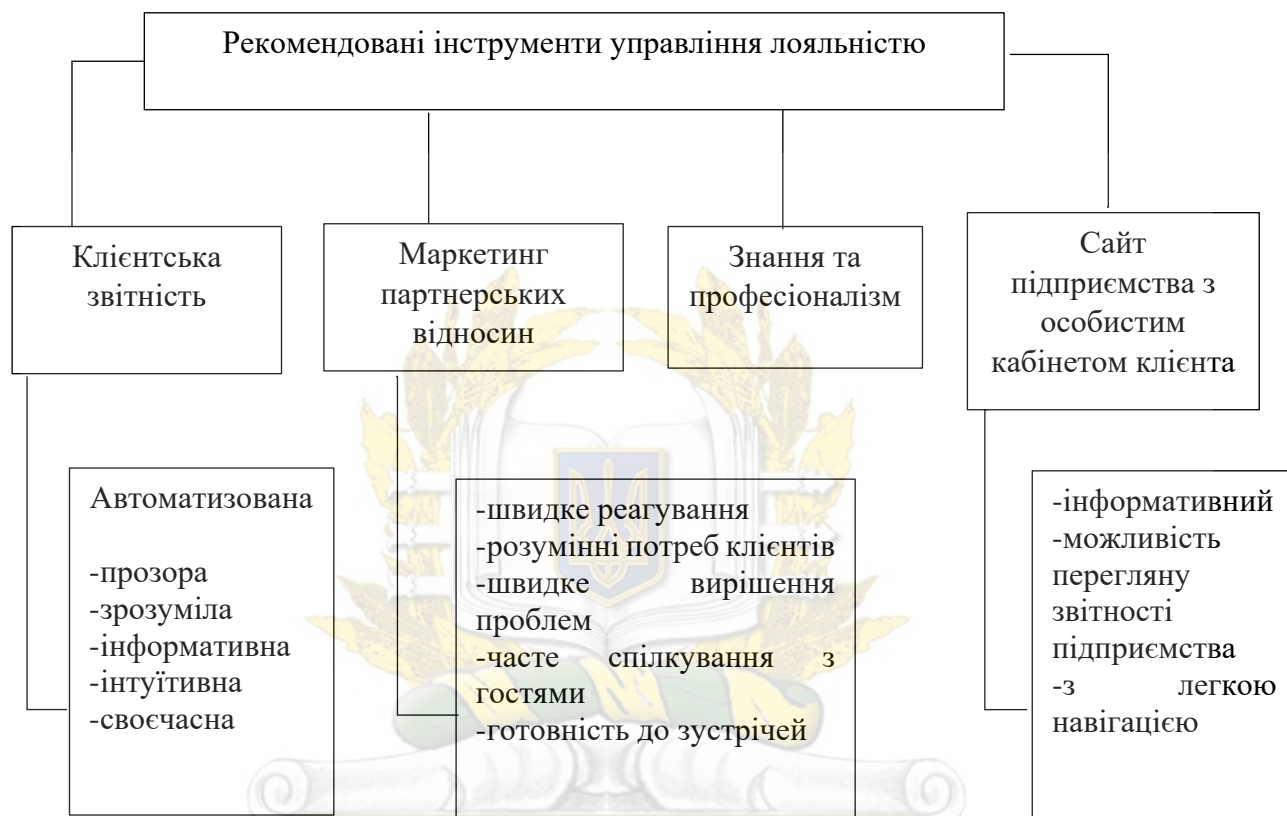 Рекомендовані інструменти управління лояльністю
Клієнтська
звітність
Маркетинг
партнерських
відносин
Знання та
професіоналізм
Сайт
підприємства з
особистим
кабінетом клієнта
Автоматизована
-прозора
-зрозуміла
-інформативна
-інтуїтивна
-своєчасна
-швидке реагування
-розумінні потреб клієнтів
-швидке вирішення
проблем
-часте спілкування з
гостями
-готовність до зустрічей
-інформативний
-можливість
перегляну
звітності
підприємства
-з легкою
навігацією